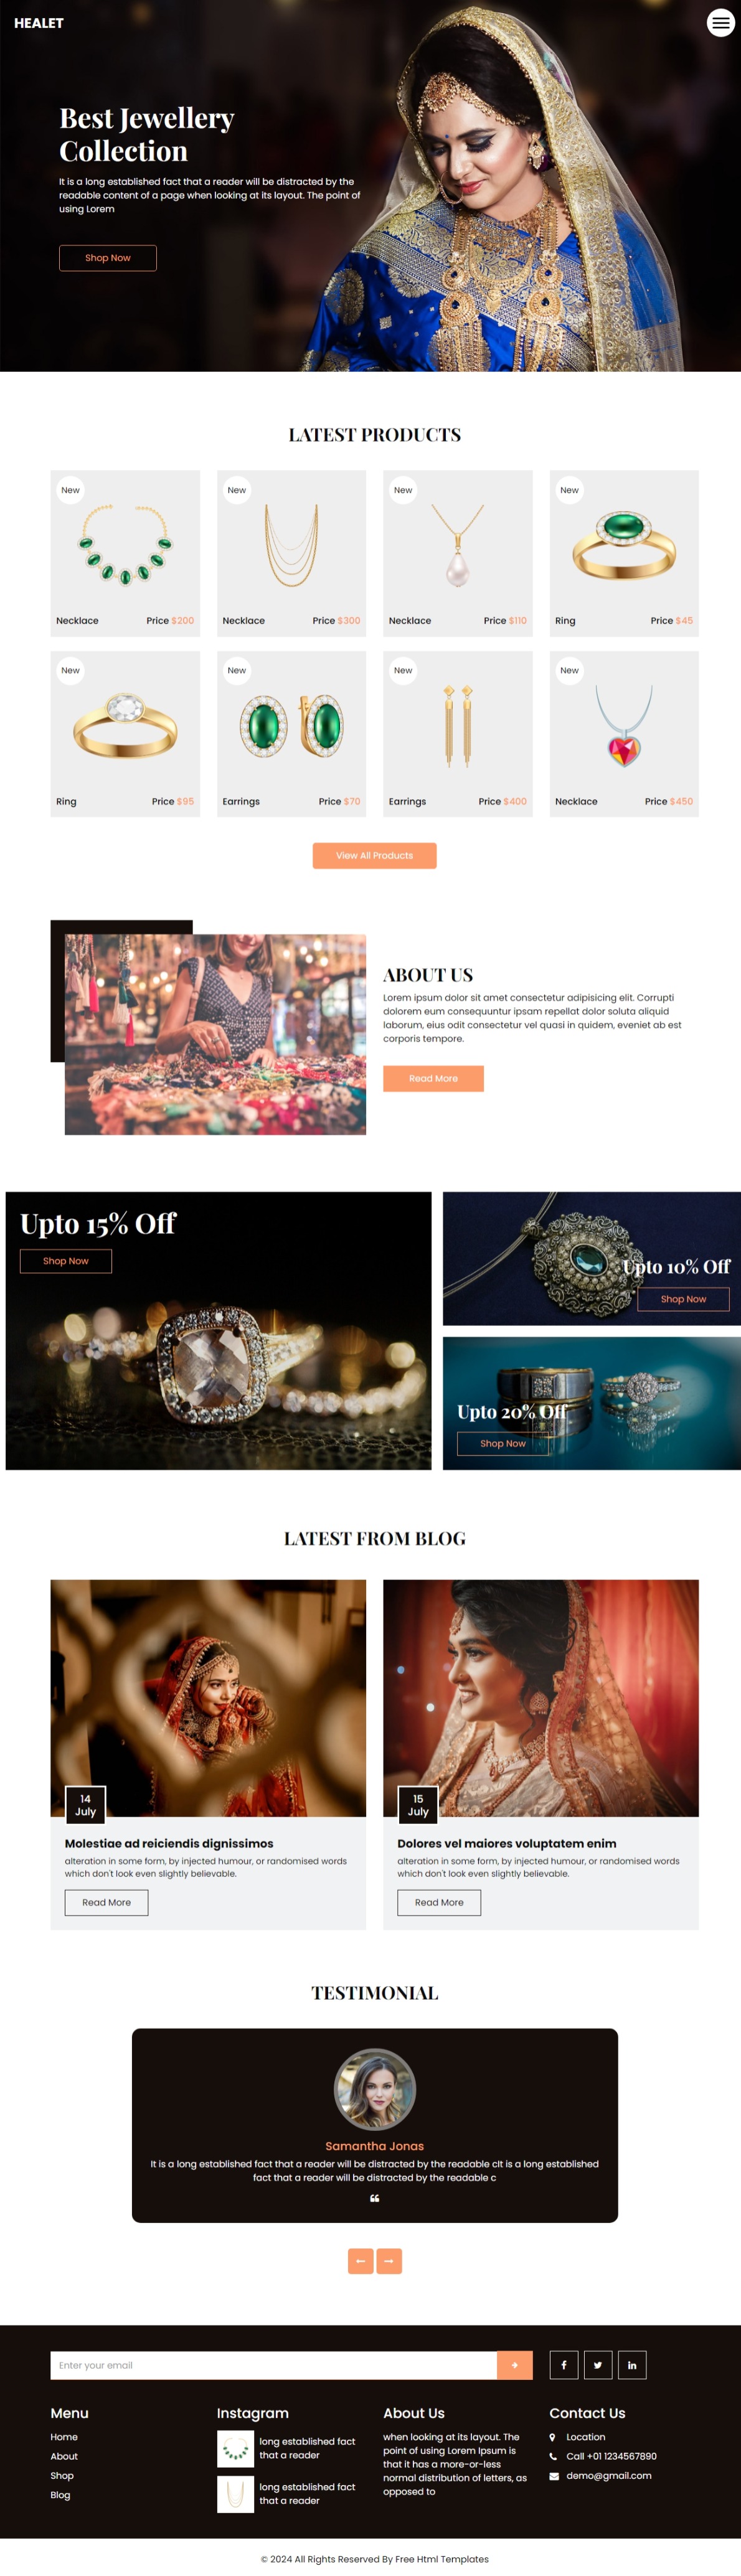 HEALET
Best Jewellery
Collection
It is a long established fact that a reader will be distracted by the
readable content of a page when looking at its layout. The point of
using Lorem
Shop Now
LATEST PRODUCTS
New
Necklace Price $200
New
Necklace Price $300
New
Necklace Price $110
New
Ring Price $45
New
Ring Price $95
New
Earrings Price $70
New
Earrings Price $400
New
Necklace Price $450
View All Products
ABOUT US
Lorem ipsum dolor sit amet consectetur adipisicing elit. Corrupti
dolorem eum consequuntur ipsam repellat dolor soluta aliquid
laborum, eius odit consectetur vel quasi in quidem, eveniet ab est
corporis tempore.
Read More
Upto 15% Off
Shop Now
Upto 10% Off
Shop Now
Upto 20% Off
Shop Now
LATEST FROM BLOG
14
July
Molestiae ad reiciendis dignissimos
alteration in some form, by injected humour, or randomised words
which don't look even slightly believable.
Read More
15
July
Dolores vel maiores voluptatem enim
alteration in some form, by injected humour, or randomised words
which don't look even slightly believable.
Read More
TESTIMONIAL
Samantha Jonas
It is a long established fact that a reader will be distracted by the readable cIt is a long established
fact that a reader will be distracted by the readable c
Enter your email
Menu
Home
About
Shop
Blog
Instagram
long established fact
that a reader
long established fact
that a reader
About Us
when looking at its layout. The
point of using Lorem Ipsum is
that it has a more-or-less
normal distribution of letters, as
opposed to
Contact Us
Location
Call +01 1234567890
demo@gmail.com
© 2024 All Rights Reserved By Free Html Templates